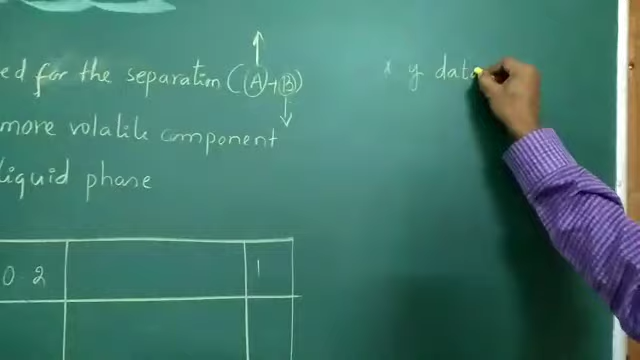 ed for the separation (A+B)
x y data
more volatile component
liquid phase
0 2 1